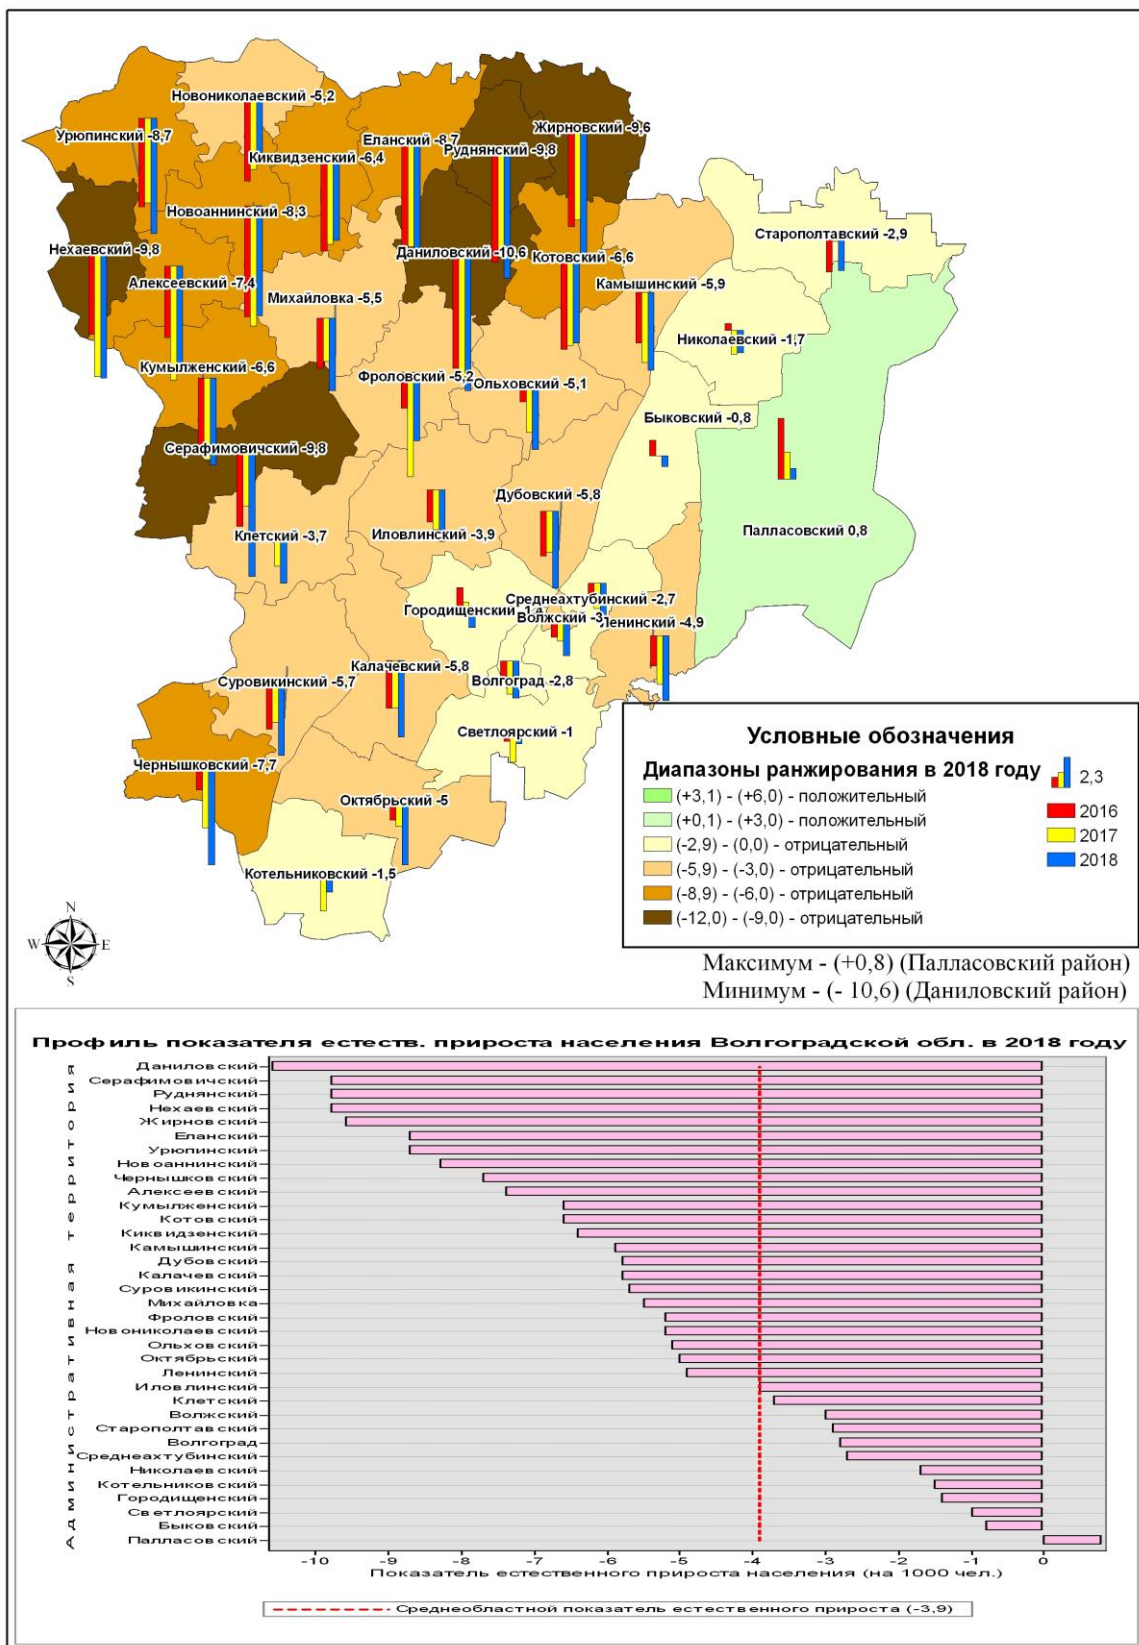 Новониколаевский -5,2
Урюпинский -8,7
Жирновский -9,6
Еланский -8,7
Руднянский -9,8
Киквидзенский -6,4
Новоаннинский -8,3
Старополтавский -2,9
Нехаевский -9,8
Даниловский -10,6
Котовский -6,6
Алексеевский -7,4
Камышинский -5,9
Михайловка -5,5
Николаевский -1,7
Кумылженский -6,6
Фроловский -5,2
Ольховский -5,1
Быковский -0,8
Серафимовичский -9,8
Дубовский -5,8
Клетский -3,7
Иловлинский -3,9
Палласовский 0,8
Среднеахтубинский -2,7
Городищенский -1,4
Волжский -3
Ленинский -4,9
Калачевский -5,8
Суровикинский -5,7
Волгоград -2,8
Светлоярский -1
Чернышковский -7,7
Октябрьский -5
Котельниковский -1,5
Условные обозначения
Диапазоны ранжирования в 2018 году
2,3
(+3,1) - (+6,0) - положительный
2016
(+0,1) - (+3,0) - положительный
2017
(-2,9) - (0,0) - отрицательный
2018
(-5,9) - (-3,0) - отрицательный
(-8,9) - (-6,0) - отрицательный
(-12,0) - (-9,0) - отрицательный
N
W E
S
Максимум - (+0,8) (Палласовский район)
Минимум - (- 10,6) (Даниловский район)
Профиль показателя естеств. прироста населения Волгоградской обл. в 2018 году
Административная территория
Даниловский
Серафимовичский
Руднянский
Нехаевский
Жирновский
Еланский
Урюпинский
Новоаннинский
Чернышковский
Алексеевский
Кумылженский
Котовский
Киквидзенский
Камышинский
Дубовский
Калачевский
Суровикинский
Михайловка
Фроловский
Новониколаевский
Ольховский
Октябрьский
Ленинский
Иловлинский
Клетский
Волжский
Старополтавский
Волгоград
Среднеахтубинский
Николаевский
Котельниковский
Городищенский
Светлоярский
Быковский
Палласовский
-10 -9 -8 -7 -6 -5 -4 -3 -2 -1 0
Показатель естественного прироста населения (на 1000 чел.)
Среднеобластной показатель естественного прироста (-3,9)